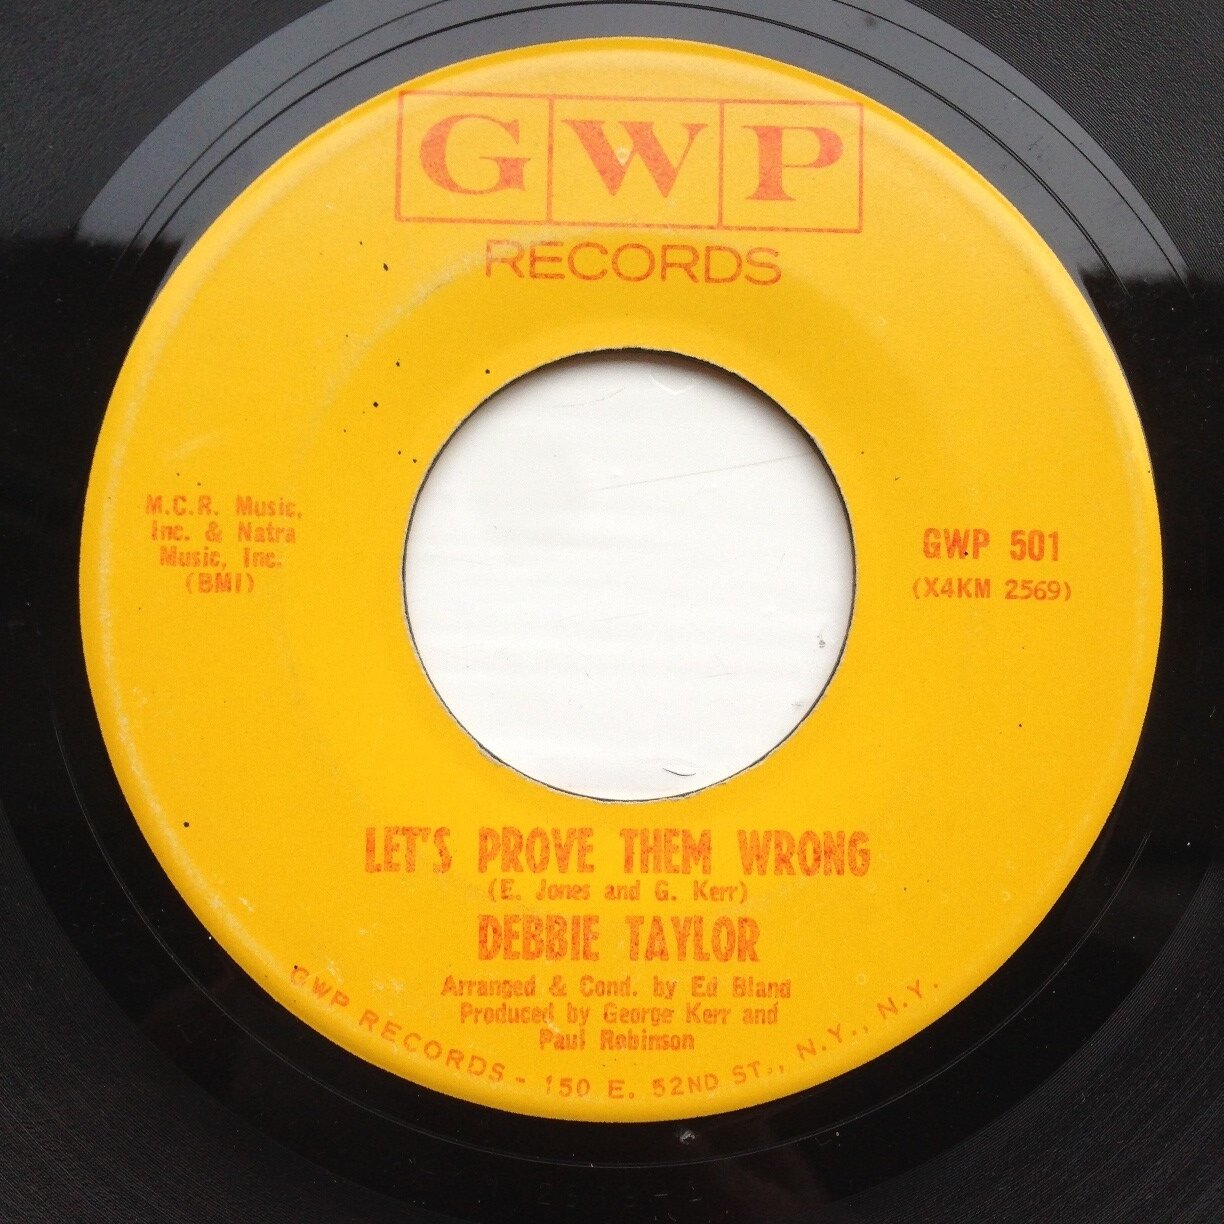 GWP
RECORDS
M.C.R. Music,
Inc. & Natra
Music, Inc.
(BMI)
GWP 501
(X4KM 2569)
LET'S PROVE THEM WRONG
(E. Jones and G. Kerr)
DEBBIE TAYLOR
Arranged & Cond. by Ed Bland
Produced by George Kerr and
Paul Robinson
GWP RECORDS - 150 E. 52ND ST., N.Y., N.Y.